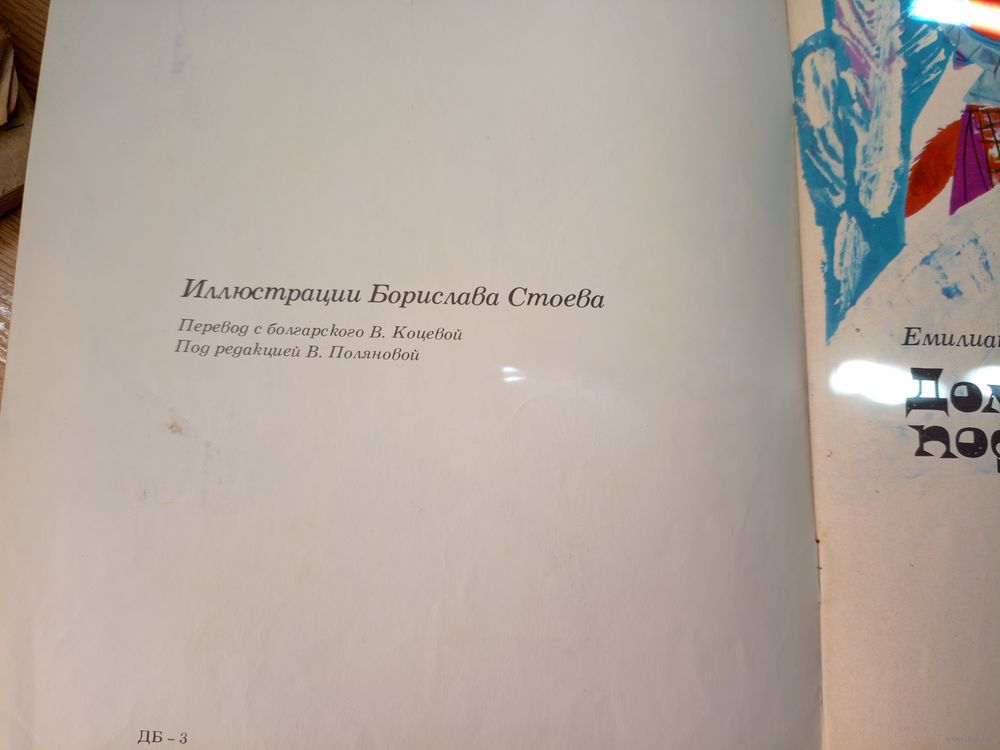 Иллюстрации Борислава Стоева
Перевод с болгарского В. Коцевой
Под редакцией В. Поляновой
ДБ – 3